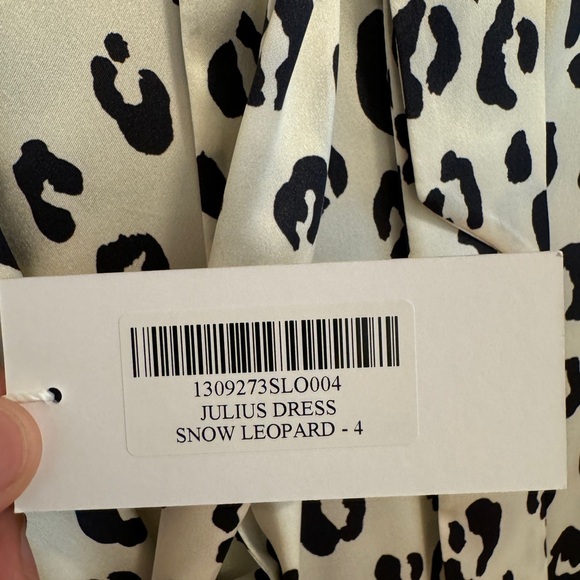 1309273SLO004
JULIUS DRESS
SNOW LEOPARD - 4